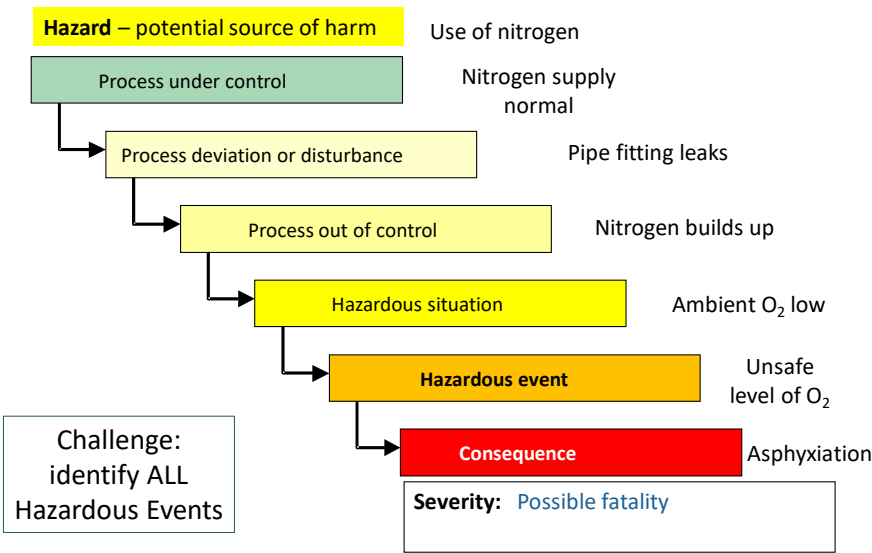 Hazard – potential source of harm
Use of nitrogen
Process under control
Nitrogen supply
normal
Process deviation or disturbance
Pipe fitting leaks
Process out of control
Nitrogen builds up
Hazardous situation
Ambient O₂ low
Hazardous event
Unsafe
level of O₂
Consequence
Asphyxiation
Severity: Possible fatality
Challenge:
identify ALL
Hazardous Events